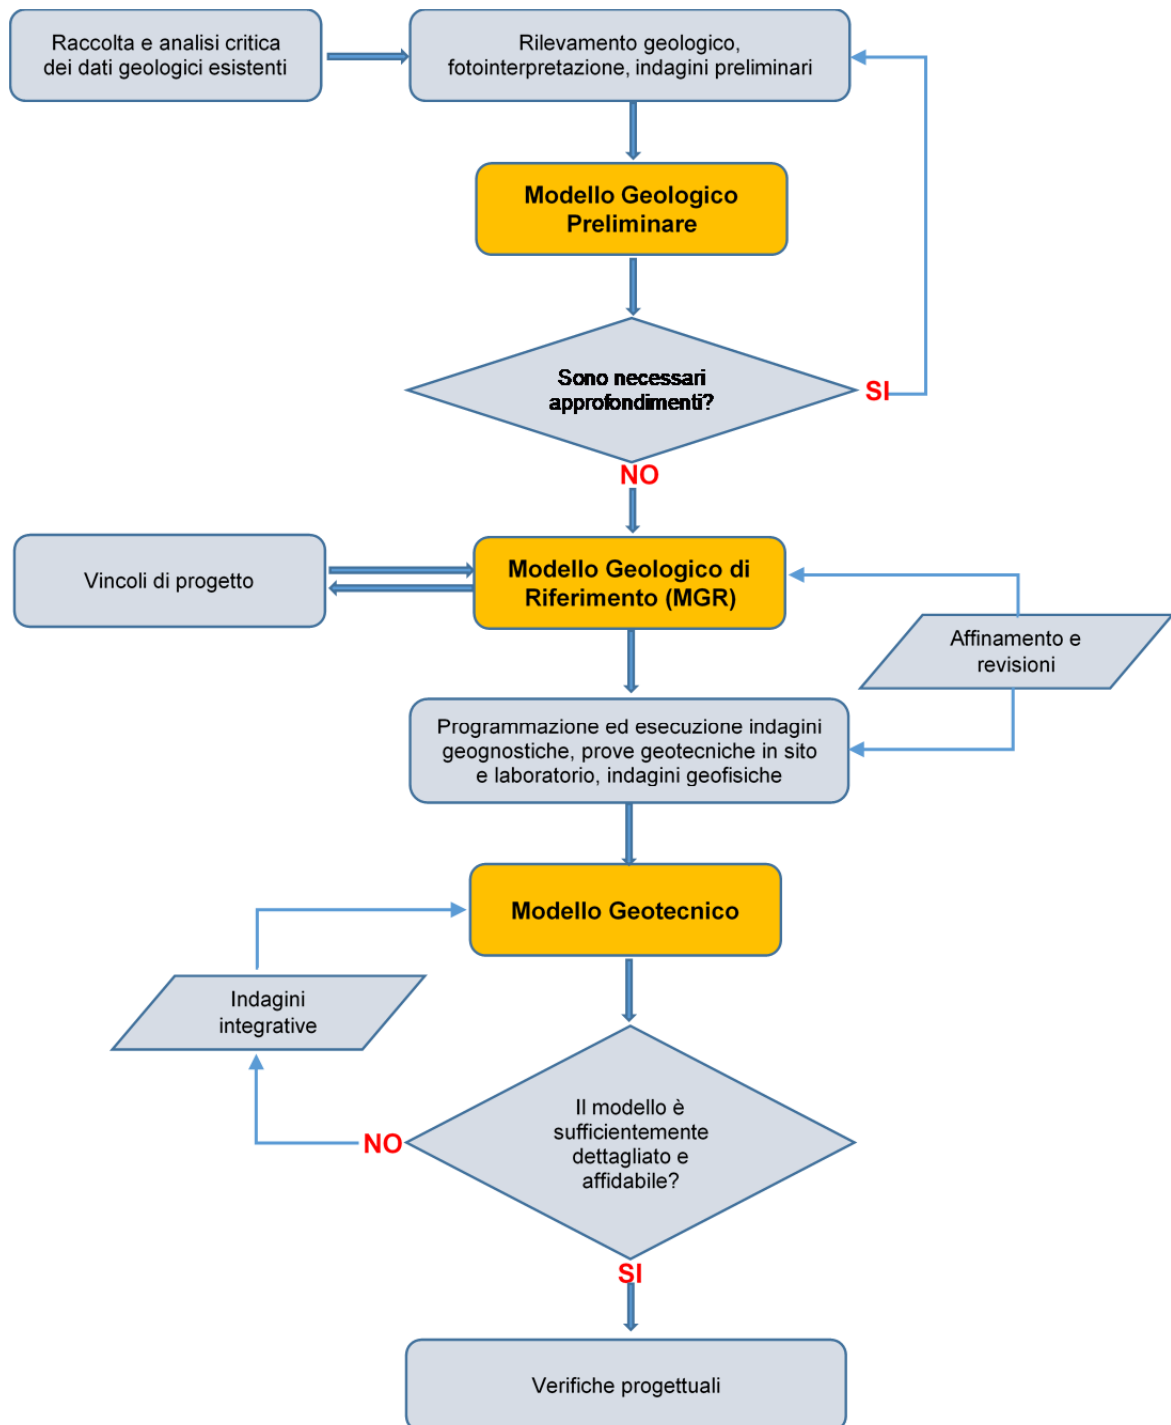 Raccolta e analisi critica
dei dati geologici esistenti
Rilevamento geologico,
fotointerpretazione, indagini preliminari
Modello Geologico
Preliminare
Sono necessari
approfondimenti?
SI
NO
Vincoli di progetto
Modello Geologico di
Riferimento (MGR)
Affinamento e
revisioni
Programmazione ed esecuzione indagini
geognostiche, prove geotecniche in sito
e laboratorio, indagini geofisiche
Modello Geotecnico
Indagini
integrative
Il modello è
sufficientemente
dettagliato e
affidabile?
NO
SI
Verifiche progettuali